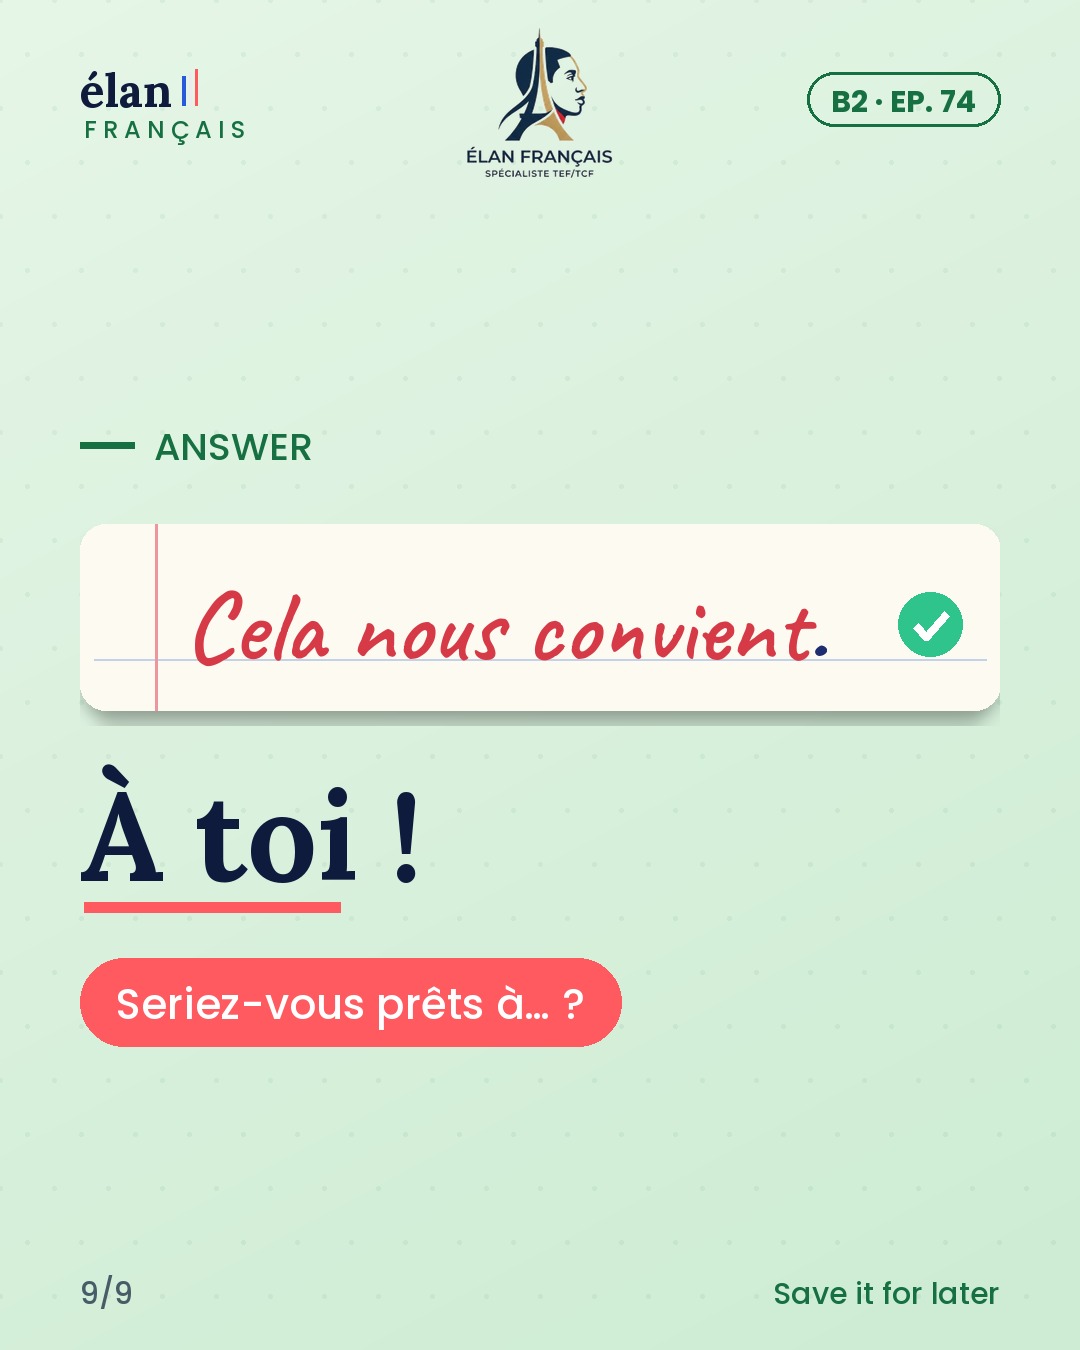 élan
FRANÇAIS
ÉLAN FRANÇAIS
SPÉCIALISTE TEF/TCF
B2 · EP. 74
ANSWER
Cela nous convient.
À toi !
Seriez-vous prêts à... ?
9/9
Save it for later